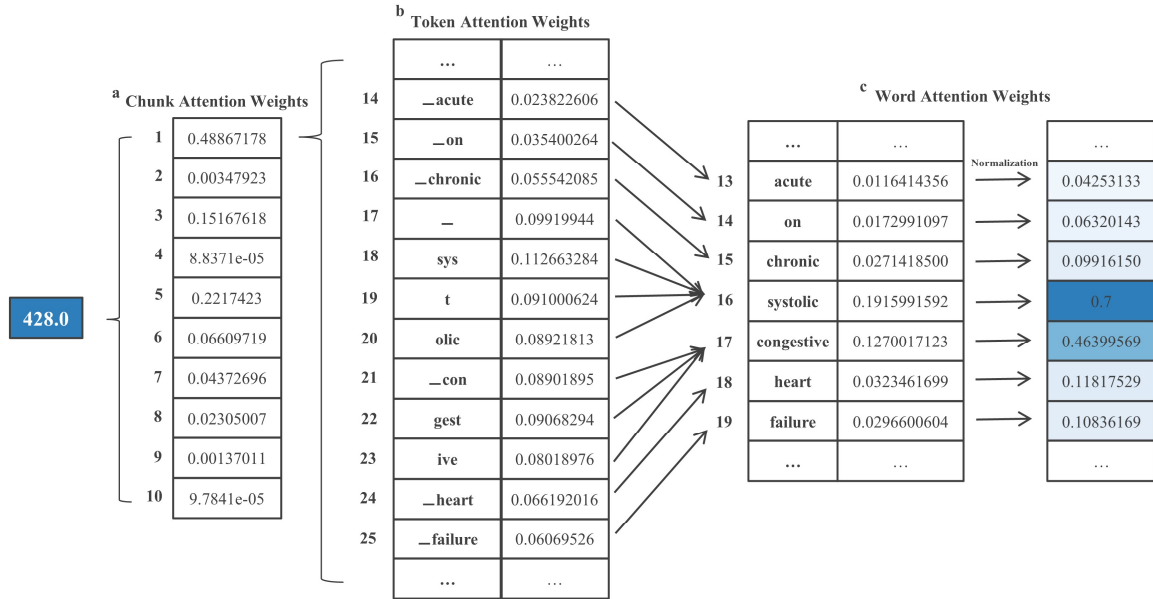 b Token Attention Weights
... ...
14 _acute 0.023822606
15 _on 0.035400264
16 _chronic 0.055542085
17 _ 0.09919944
18 sys 0.112663284
19 t 0.091000624
20 olic 0.08921813
21 _con 0.08901895
22 gest 0.09068294
23 ive 0.08018976
24 _heart 0.066192016
25 _failure 0.06069526
... ...
a Chunk Attention Weights
1 0.48867178
2 0.00347923
3 0.15167618
4 8.8371e-05
5 0.2217423
6 0.06609719
7 0.04372696
8 0.02305007
9 0.00137011
10 9.7841e-05
428.0
c Word Attention Weights
... ... ...
Normalization
13 acute 0.0116414356 0.04253133
14 on 0.0172991097 0.06320143
15 chronic 0.0271418500 0.09916150
16 systolic 0.1915991592 0.7
17 congestive 0.1270017123 0.46399569
18 heart 0.0323461699 0.11817529
19 failure 0.0296600604 0.10836169
... ... ...